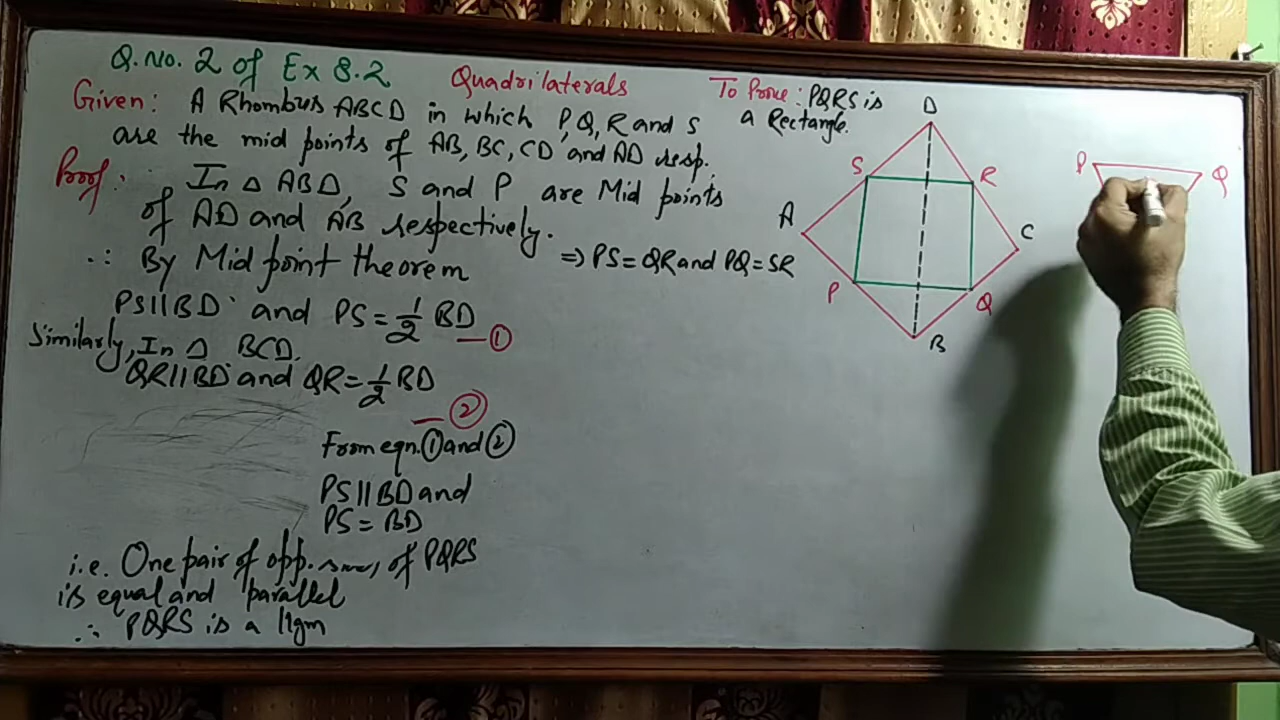 Q.No. 2 of Ex 8.2
Quadrilaterals
Given: A Rhombus ABCD in which P, Q, R and S
are the mid points of AB, BC, CD and AD resp.
To Prove: PQRS is
a Rectangle.
Proof: In Δ ABD, S and P are Mid points
of AD and AB respectively.
∴ By Mid point theorem
PS||BD and PS = 1/2 BD —①
Similarly, In Δ BCD.
QR||BD and QR = 1/2 BD
—②
From eqn. ① and ②
PS||BD and
PS = BD
i.e. One pair of opp. of PQRS
is equal and parallel
∴ PQRS is a ||gm
⇒ PS = QR and PQ = SR
D
S
R
A
C
P
Q
B
P
Q